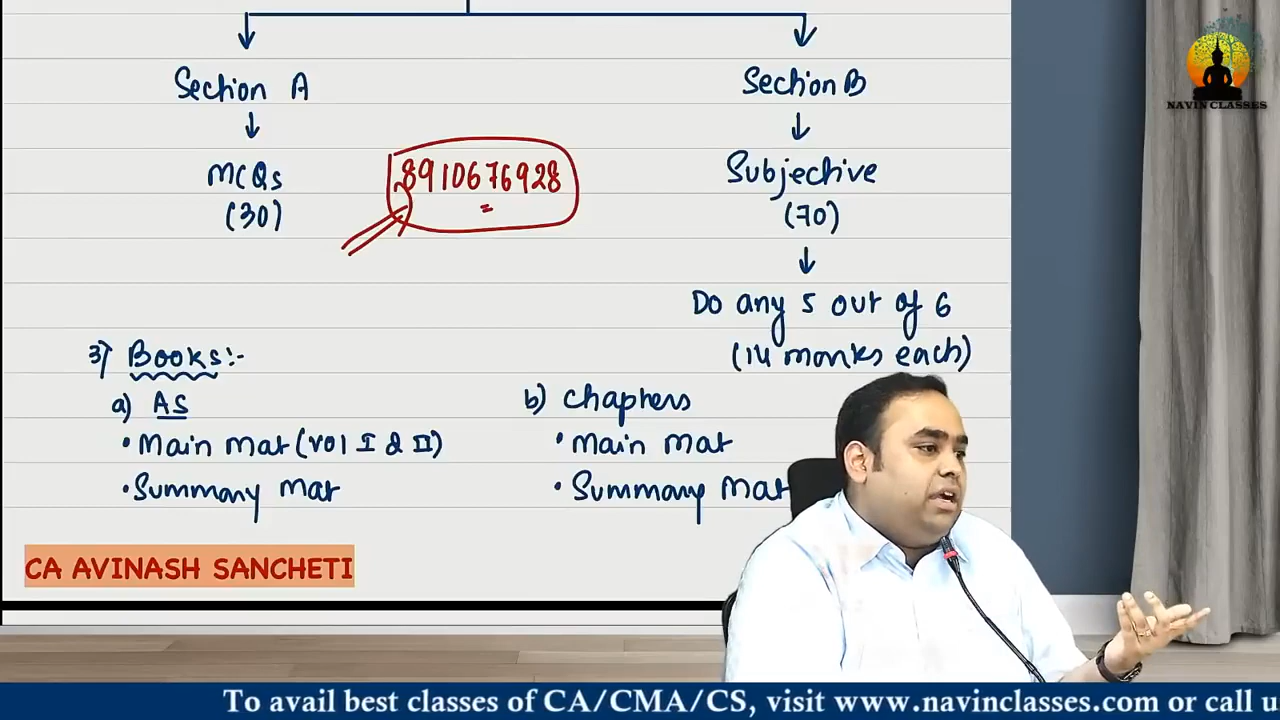 NAVIN CLASSES
Section A
Section B
MCQs
(30)
8910676928
Subjective
(70)
Do any 5 out of 6
(14 marks each)
3) Books:-
a) AS
• Main mat (vol I & II)
• Summary mat
b) Chapters
• Main mat
• Summary Mat
CA AVINASH SANCHETI
To avail best classes of CA/CMA/CS, visit www.navinclasses.com or call u